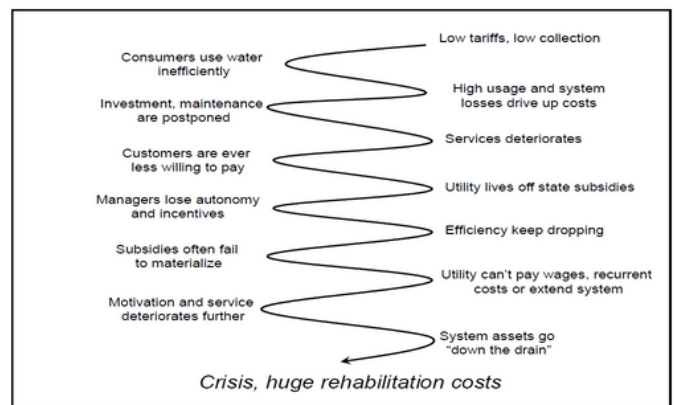 Low tariffs, low collection
Consumers use water
inefficiently
High usage and system
losses drive up costs
Investment, maintenance
are postponed
Services deteriorates
Customers are ever
less willing to pay
Utility lives off state subsidies
Managers lose autonomy
and incentives
Efficiency keep dropping
Subsidies often fail
to materialize
Utility can't pay wages, recurrent
costs or extend system
Motivation and service
deteriorates further
System assets go
"down the drain"
Crisis, huge rehabilitation costs